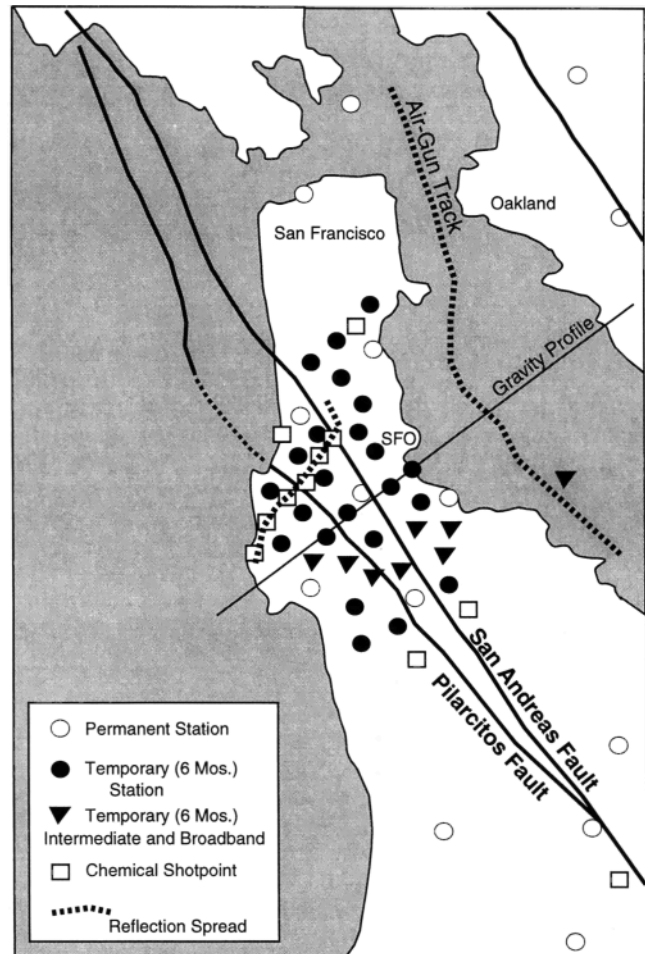 Air-Gun Track
Oakland
San Francisco
Gravity Profile
SFO
San Andreas Fault
Pilarcitos Fault
Permanent Station
Temporary (6 Mos.)
Station
Temporary (6 Mos.)
Intermediate and Broadband
Chemical Shotpoint
Reflection Spread